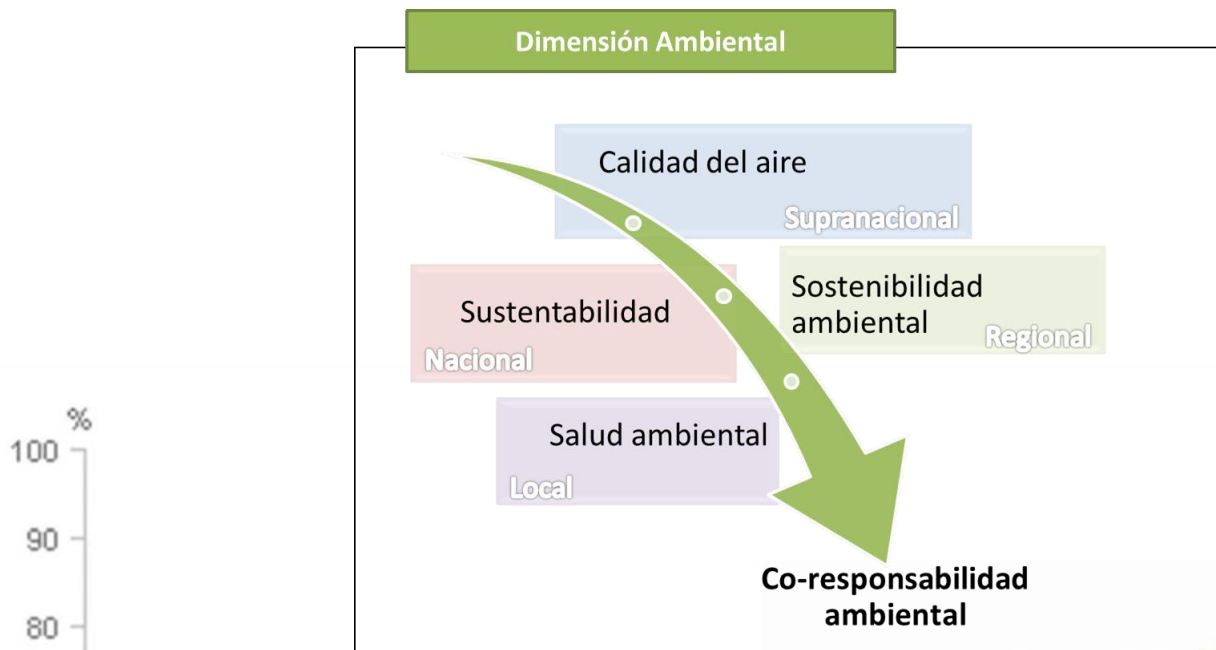 Dimensión Ambiental
Calidad del aire
Supranacional
Sostenibilidad
ambiental
Regional
Sustentabilidad
Nacional
Salud ambiental
Local
Co-responsabilidad
ambiental
%
100
90
80